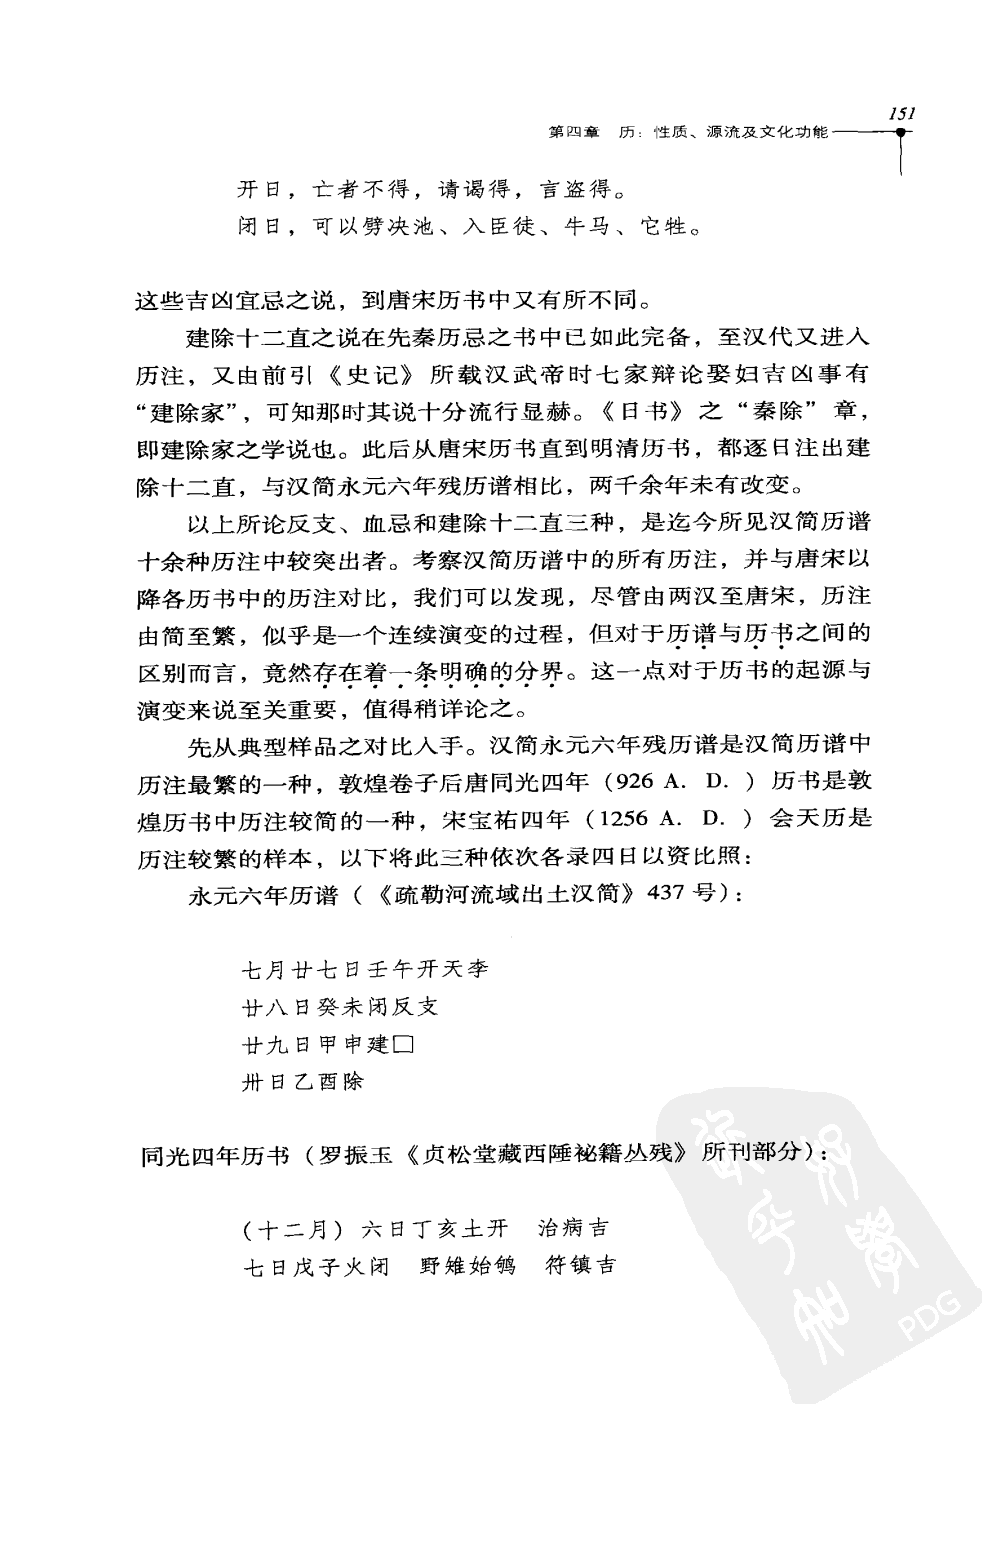 151
第四章 历：性质、源流及文化功能
开日，亡者不得，请谒得，言盗得。
闭日，可以劈决池、入臣徒、牛马、它牲。
这些吉凶宜忌之说，到唐宋历书中又有所不同。
建除十二直之说在先秦历忌之书中已如此完备，至汉代又进入
历注，又由前引《史记》所载汉武帝时七家辩论娶妇吉凶事有
“建除家”，可知那时其说十分流行显赫。《日书》之“秦除”章，
即建除家之学说也。此后从唐宋历书直到明清历书，都逐日注出建
除十二直，与汉简永元六年残历谱相比，两千余年未有改变。
以上所论反支、血忌和建除十二直三种，是迄今所见汉简历谱
十余种历注中较突出者。考察汉简历谱中的所有历注，并与唐宋以
降各历书中的历注对比，我们可以发现，尽管由两汉至唐宋，历注
由简至繁，似乎是一个连续演变的过程，但对于历谱与历书之间的
区别而言，竟然存在着一条明确的分界。这一点对于历书的起源与
演变来说至关重要，值得稍详论之。
先从典型样品之对比入手。汉简永元六年残历谱是汉简历谱中
历注最繁的一种，敦煌卷子后唐同光四年（926 A．D．）历书是敦
煌历书中历注较简的一种，宋宝祐四年（1256 A．D．）会天历是
历注较繁的样本，以下将此三种依次各录四日以资比照：
永元六年历谱（《疏勒河流域出土汉简》437 号）：
七月廿七日壬午开天李
廿八日癸未闭反支
廿九日甲申建□
卅日乙酉除
同光四年历书（罗振玉《贞松堂藏西陲秘籍丛残》所刊部分）：
（十二月）六日丁亥土开 治病吉
七日戊子火闭 野雉始鸲 符镇吉
PDG